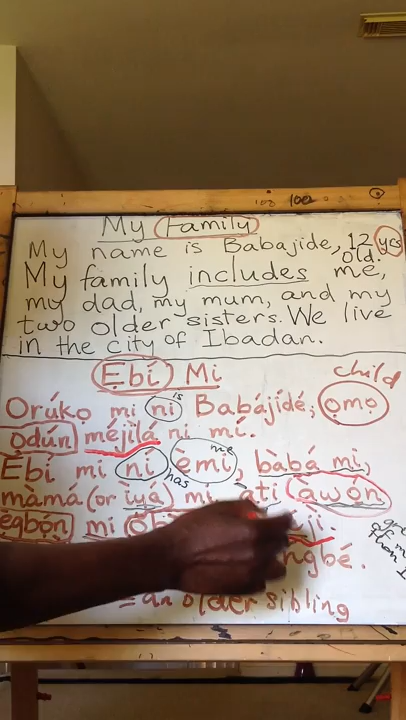 My Family
My name is Babajide, 12 yes
old.
My family includes me,
my dad, my mum, and my
two older sisters. We live
in the city of Ibadan.
Ẹbí Mi
child
is
Orúkọ mi ni Babájídé, ọmọ
ọdún méjìlá ni mí.
me
Ẹbí mi ní èmi, bàbá mi,
has
màmá (or ìyá) mi, àti àwọn
ẹ̀gbọ́n mi
ngbé.
= an older sibling